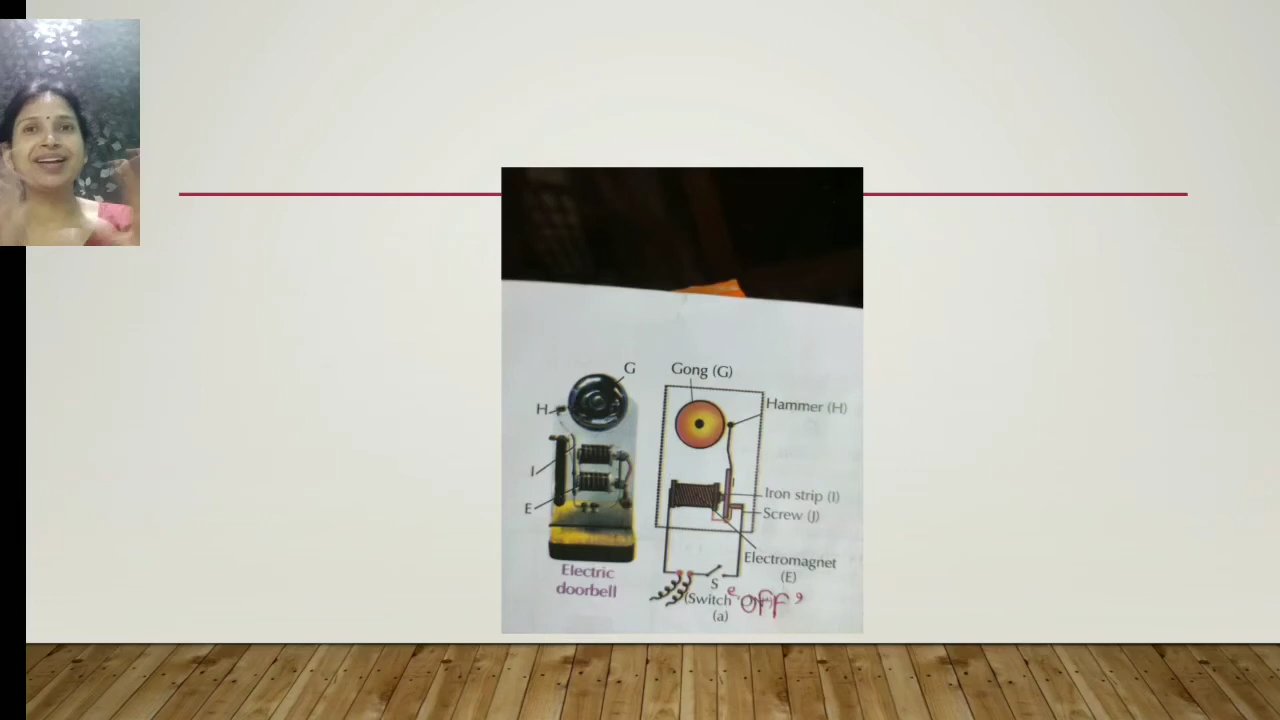 G
Gong (G)
H
Hammer (H)
I
Iron strip (I)
Screw (J)
E
Electromagnet
(E)
Electric
doorbell
S
(Switch "Off"
(a)